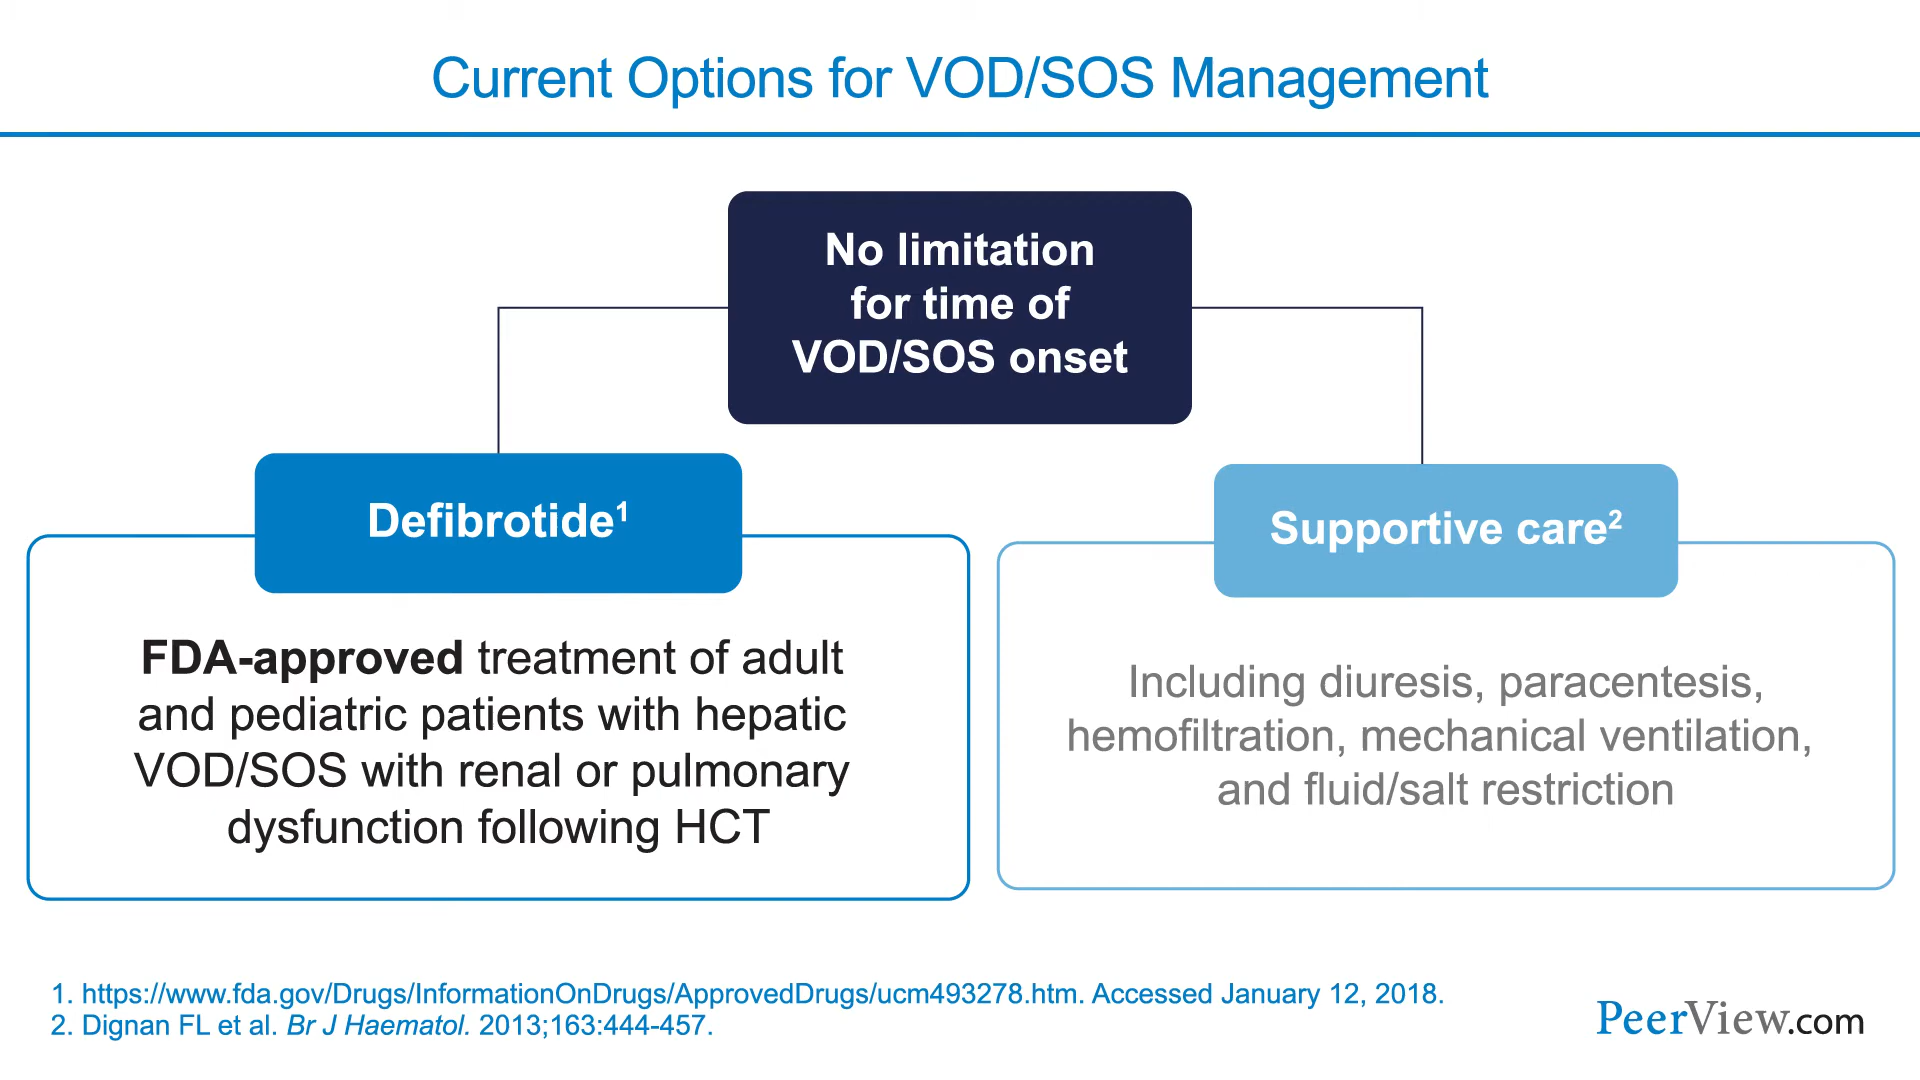 Current Options for VOD/SOS Management
No limitation
for time of
VOD/SOS onset
Defibrotide¹
FDA-approved treatment of adult
and pediatric patients with hepatic
VOD/SOS with renal or pulmonary
dysfunction following HCT
Supportive care²
Including diuresis, paracentesis,
hemofiltration, mechanical ventilation,
and fluid/salt restriction
1. https://www.fda.gov/Drugs/InformationOnDrugs/ApprovedDrugs/ucm493278.htm. Accessed January 12, 2018.
2. Dignan FL et al. Br J Haematol. 2013;163:444-457.
PeerView.com